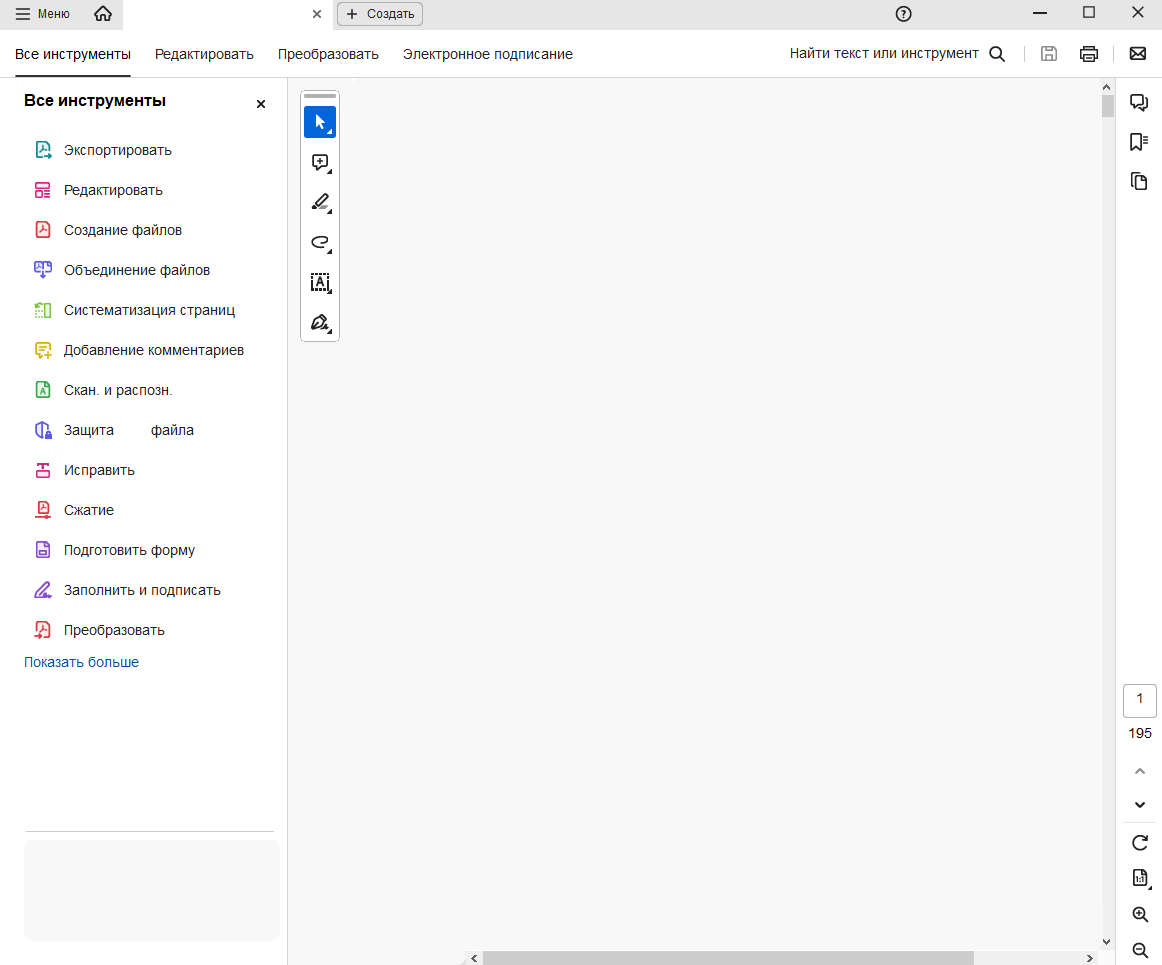 Меню
Создать
Все инструменты Редактировать Преобразовать Электронное подписание Найти текст или инструмент
Все инструменты
Экспортировать
Редактировать
Создание файлов
Объединение файлов
Систематизация страниц
Добавление комментариев
Скан. и распозн.
Защита файла
Исправить
Сжатие
Подготовить форму
Заполнить и подписать
Преобразовать
Показать больше
1
195
1:1